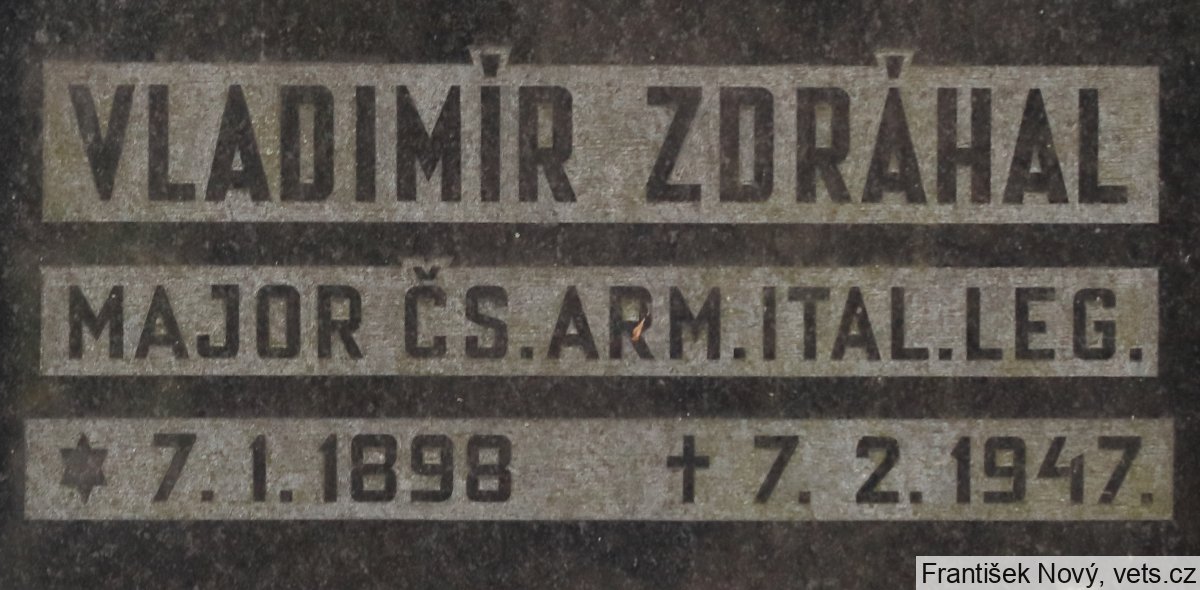 VLADIMÍR ZDRÁHAL
MAJOR ČS.ARM.ITAL.LEG.
✶ 7.1.1898 † 7.2.1947.
František Nový, vets.cz